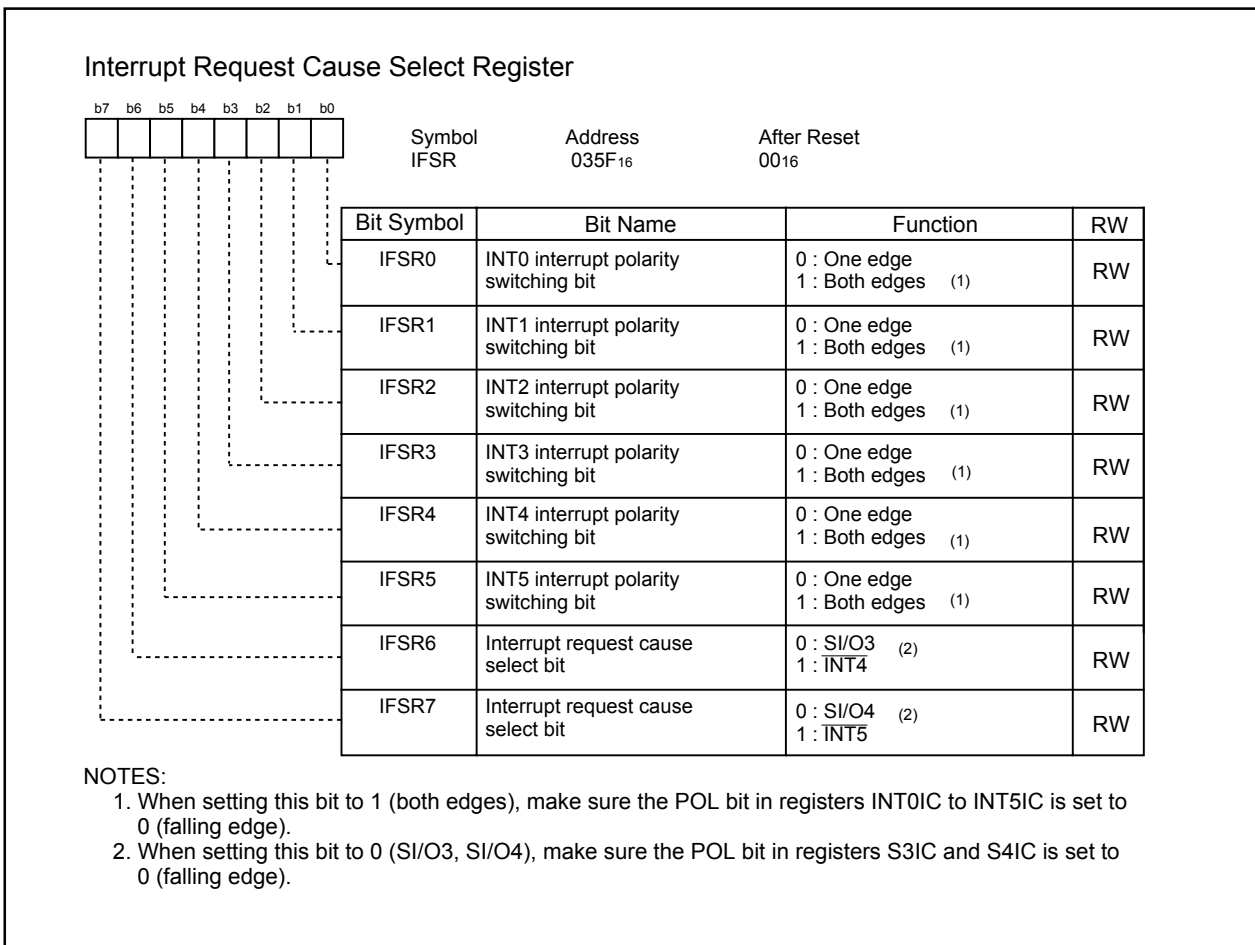 Interrupt Request Cause Select Register
b7 b6 b5 b4 b3 b2 b1 b0
Symbol Address After Reset
IFSR 035F16 0016
Bit Symbol Bit Name Function RW
IFSR0 INT0 interrupt polarity 0 : One edge
switching bit 1 : Both edges (1) RW
IFSR1 INT1 interrupt polarity 0 : One edge
switching bit 1 : Both edges (1) RW
IFSR2 INT2 interrupt polarity 0 : One edge
switching bit 1 : Both edges (1) RW
IFSR3 INT3 interrupt polarity 0 : One edge
switching bit 1 : Both edges (1) RW
IFSR4 INT4 interrupt polarity 0 : One edge
switching bit 1 : Both edges (1) RW
IFSR5 INT5 interrupt polarity 0 : One edge
switching bit 1 : Both edges (1) RW
IFSR6 Interrupt request cause 0 : SI/O3 (2)
select bit 1 : INT4 RW
IFSR7 Interrupt request cause 0 : SI/O4 (2)
select bit 1 : INT5 RW
NOTES:
1. When setting this bit to 1 (both edges), make sure the POL bit in registers INT0IC to INT5IC is set to
0 (falling edge).
2. When setting this bit to 0 (SI/O3, SI/O4), make sure the POL bit in registers S3IC and S4IC is set to
0 (falling edge).